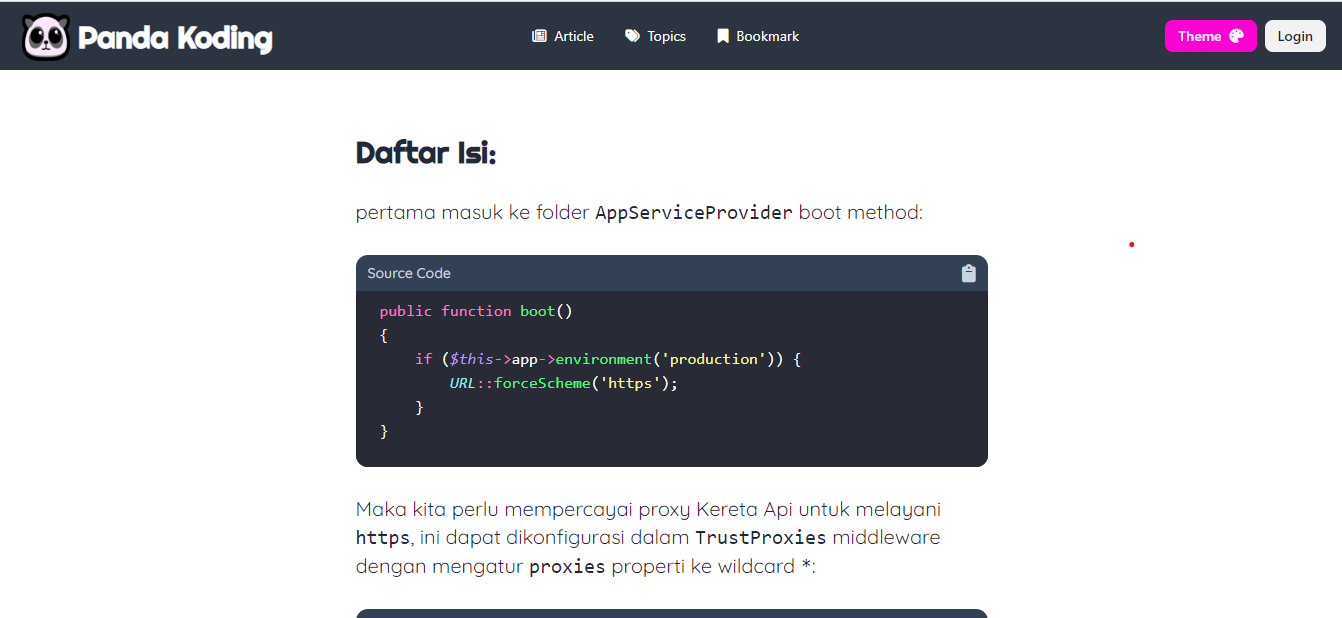 Panda Koding
Article
Topics
Bookmark
Theme
Login
Daftar Isi:
pertama masuk ke folder AppServiceProvider boot method:
Source Code
public function boot()
{
    if ($this->app->environment('production')) {
        URL::forceScheme('https');
    }
}
Maka kita perlu mempercayai proxy Kereta Api untuk melayani
https, ini dapat dikonfigurasi dalam TrustProxies middleware
dengan mengatur proxies properti ke wildcard *: